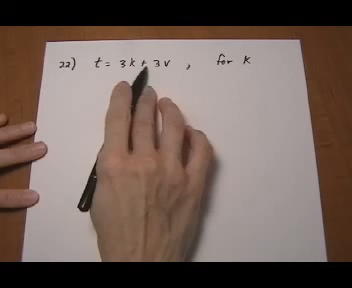 22) t = 3k + 3v , for k